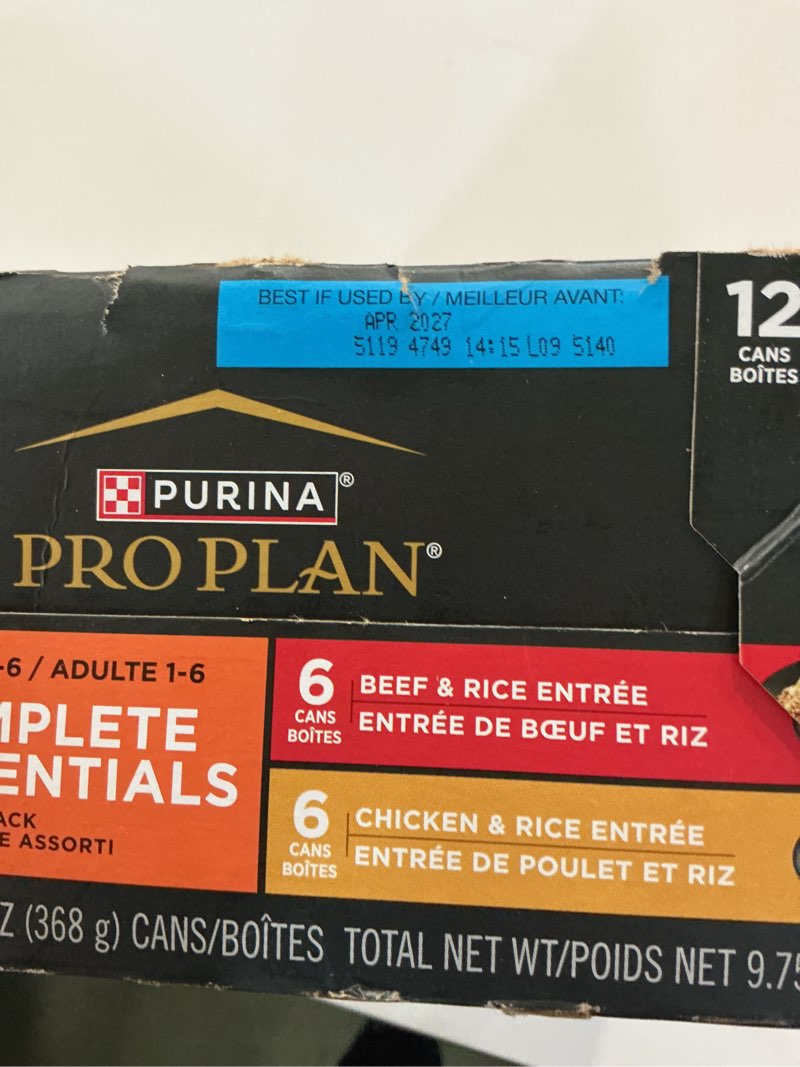 BEST IF USED BY / MEILLEUR AVANT:
APR 2027
5119 4749 14:15 L09 5140
12
CANS
BOÎTES
PURINA®
PRO PLAN®
-6 / ADULTE 1-6
MPLETE
ENTIALS
ACK
E ASSORTI
6
CANS
BOÎTES
BEEF & RICE ENTRÉE
ENTRÉE DE BŒUF ET RIZ
6
CANS
BOÎTES
CHICKEN & RICE ENTRÉE
ENTRÉE DE POULET ET RIZ
Z (368 g) CANS/BOÎTES TOTAL NET WT/POIDS NET 9.75